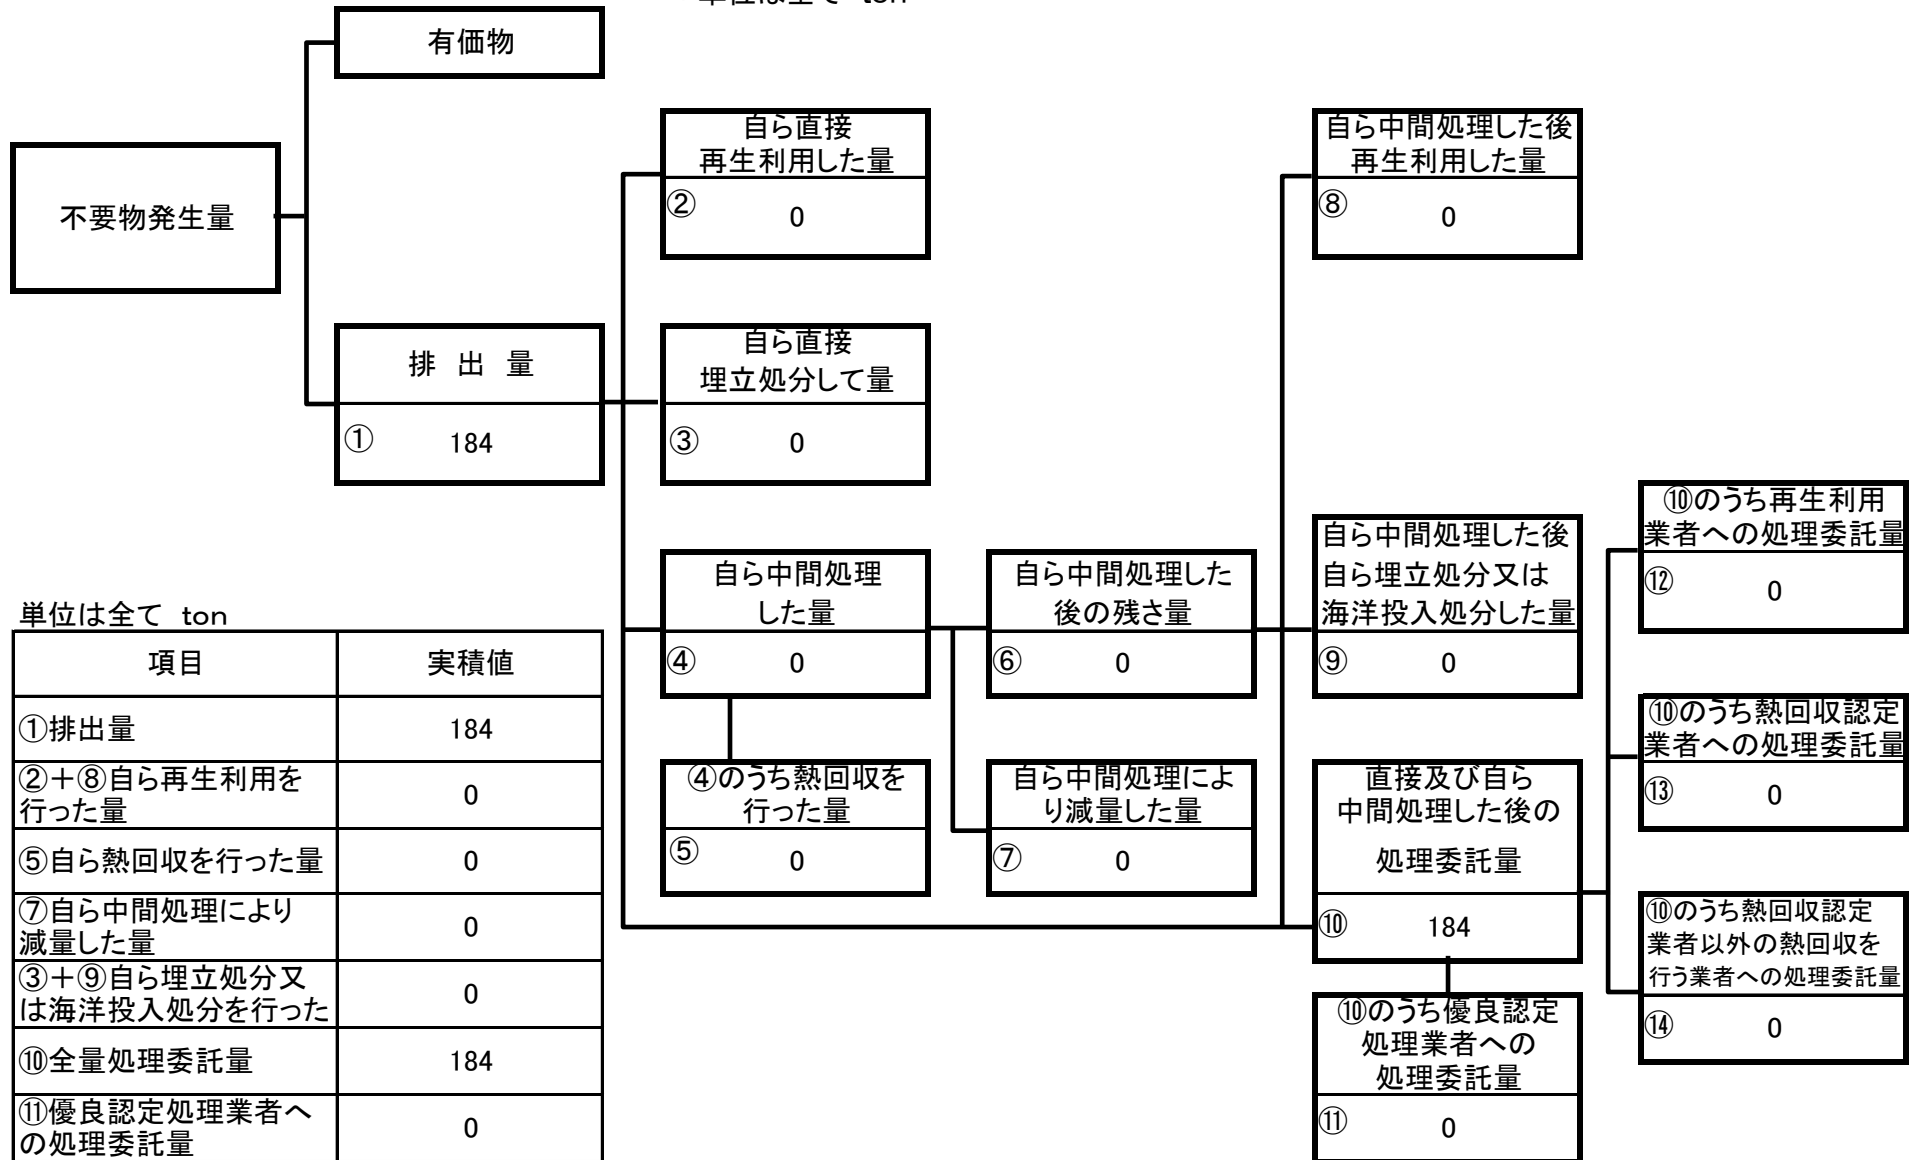 単位は全て ton
有価物
不要物発生量
排 出 量
① 184
自ら直接
再生利用した量
② 0
自ら直接
埋立処分して量
③ 0
自ら中間処理
した量
④ 0
④のうち熱回収を
行った量
⑤ 0
自ら中間処理した
後の残さ量
⑥ 0
自ら中間処理によ
り減量した量
⑦ 0
自ら中間処理した後
再生利用した量
⑧ 0
自ら中間処理した後
自ら埋立処分又は
海洋投入処分した量
⑨ 0
直接及び自ら
中間処理した後の
処理委託量
⑩ 184
⑩のうち優良認定
処理業者への
処理委託量
⑪ 0
⑩のうち再生利用
業者への処理委託量
⑫ 0
⑩のうち熱回収認定
業者への処理委託量
⑬ 0
⑩のうち熱回収認定
業者以外の熱回収を
行う業者への処理委託量
⑭ 0
単位は全て ton
項目 実積値
①排出量 184
②+⑧自ら再生利用を
行った量 0
⑤自ら熱回収を行った量 0
⑦自ら中間処理により
減量した量 0
③+⑨自ら埋立処分又
は海洋投入処分を行った 0
⑩全量処理委託量 184
⑪優良認定処理業者へ
の処理委託量 0